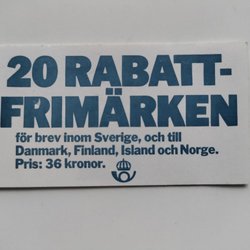 20 RABATT-
FRIMÄRKEN
för brev inom Sverige, och till
Danmark, Finland, Island och Norge.
Pris: 36 kronor.